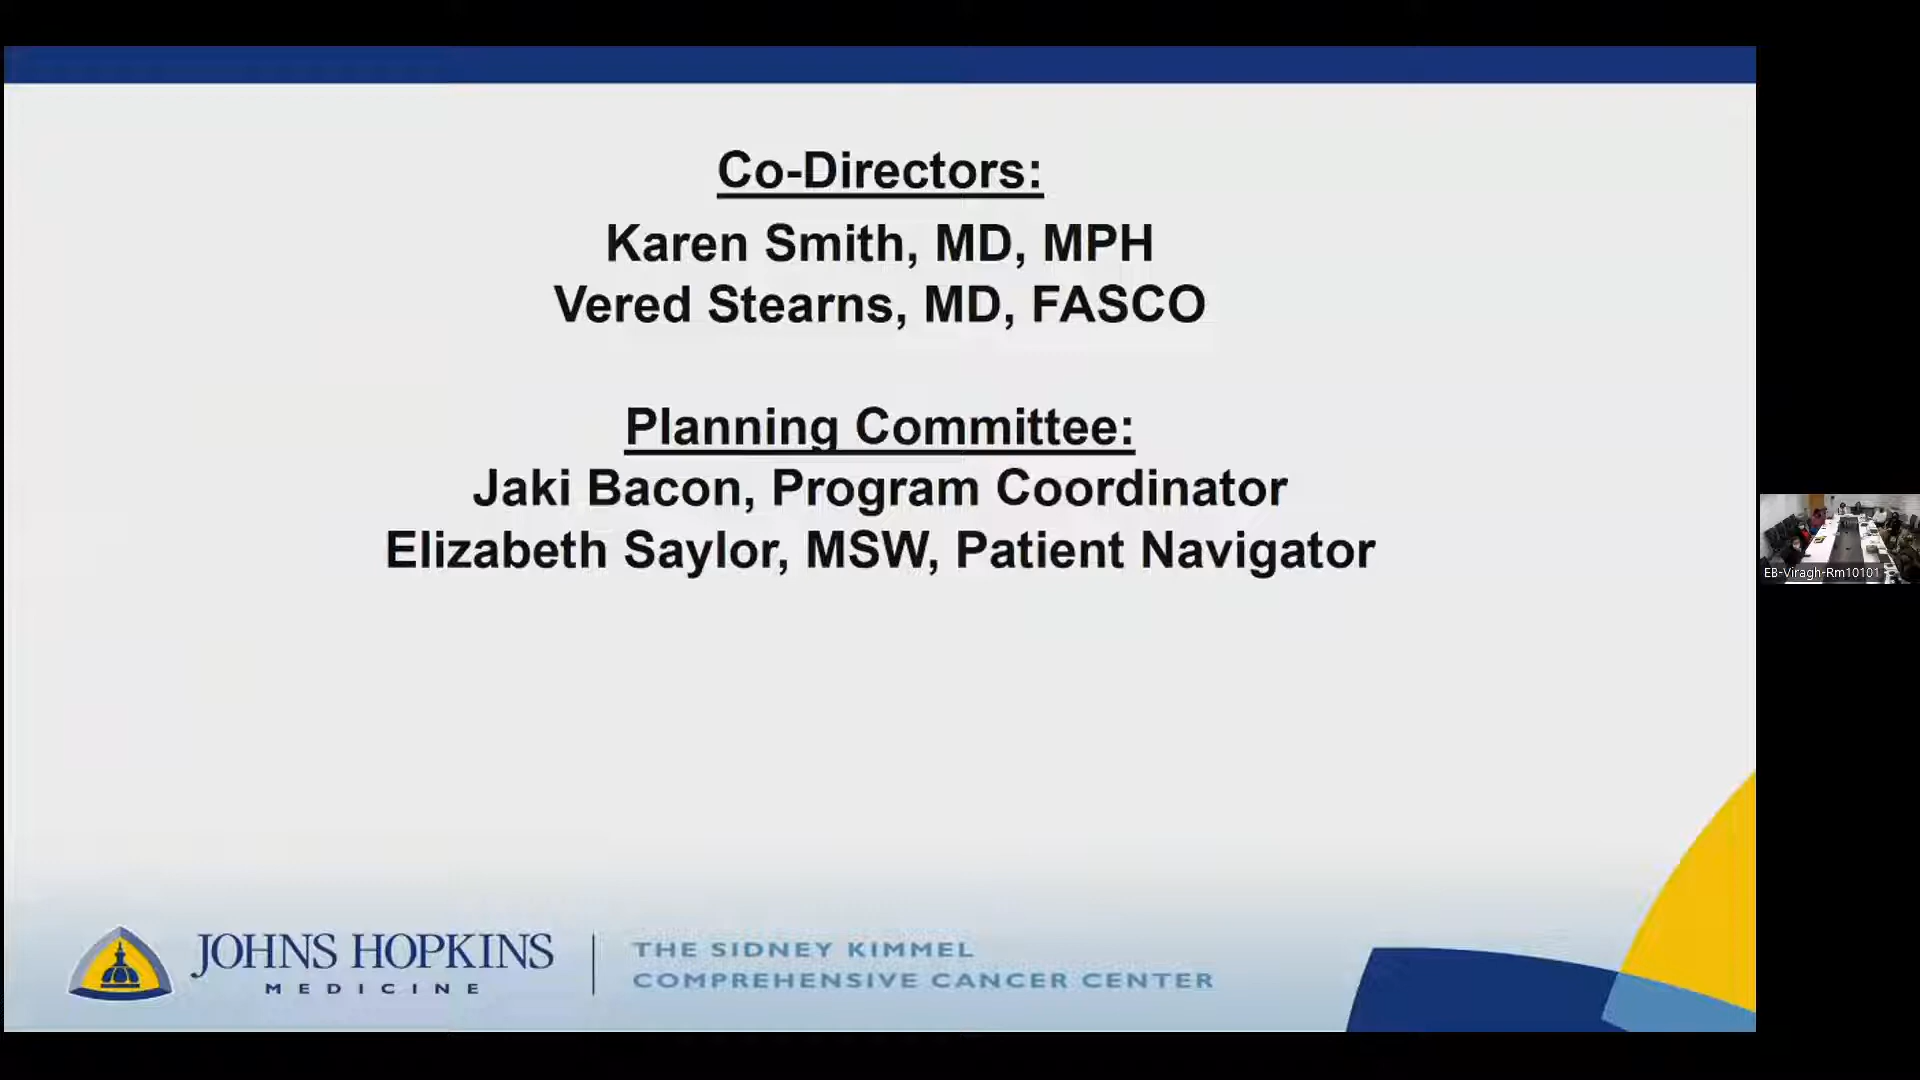 Co-Directors:
Karen Smith, MD, MPH
Vered Stearns, MD, FASCO
Planning Committee:
Jaki Bacon, Program Coordinator
Elizabeth Saylor, MSW, Patient Navigator
EB-Viragh-Rm10101
JOHNS HOPKINS
MEDICINE
THE SIDNEY KIMMEL
COMPREHENSIVE CANCER CENTER